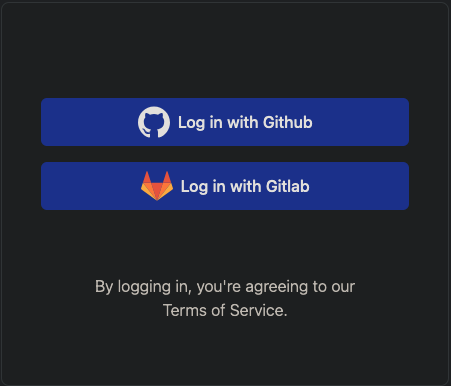 Log in with Github
Log in with Gitlab
By logging in, you're agreeing to our
Terms of Service.